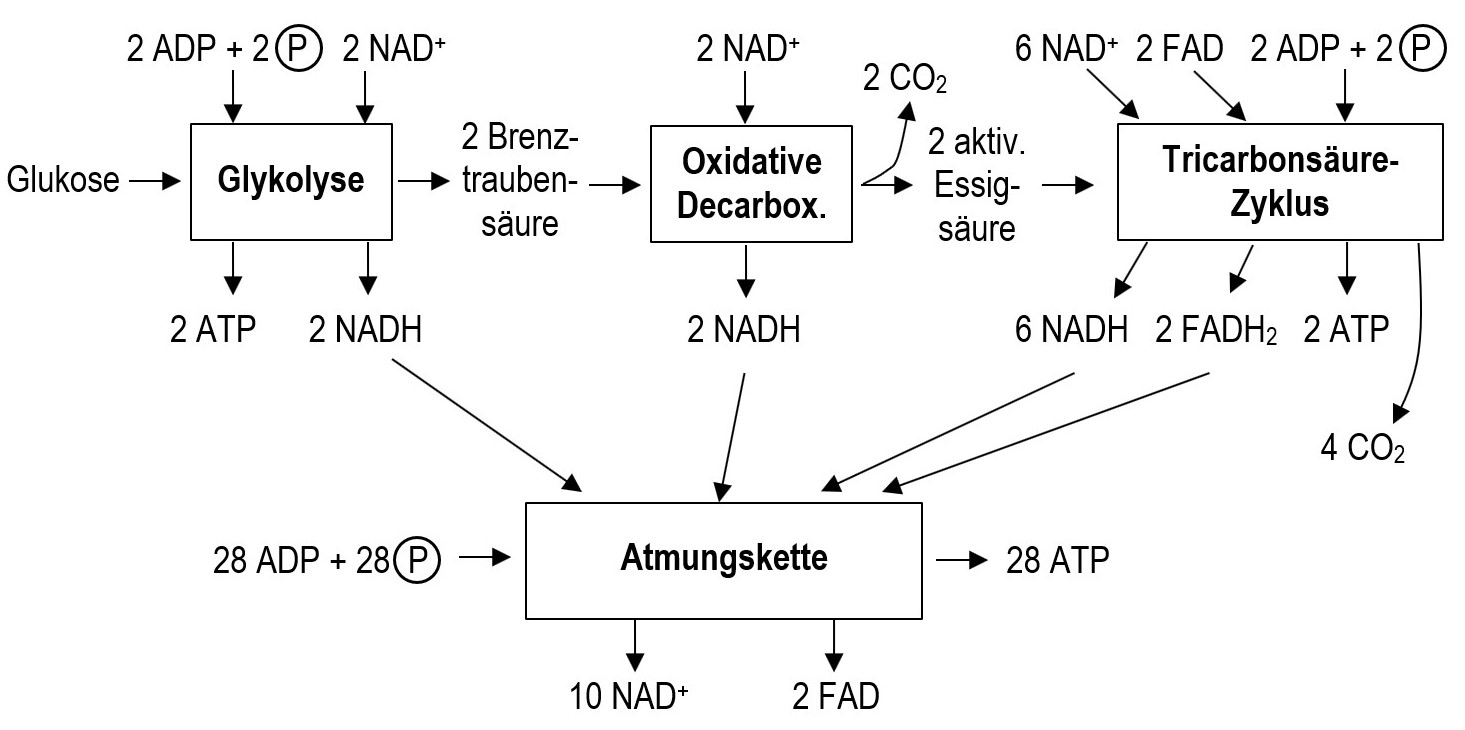 2 ADP + 2 P 2 NAD⁺
2 NAD⁺
6 NAD⁺ 2 FAD 2 ADP + 2 P
2 CO₂
Glukose
Glykolyse
2 Brenz-
trauben-
säure
Oxidative
Decarbox.
2 aktiv.
Essig-
säure
Tricarbonsäure-
Zyklus
2 ATP 2 NADH
2 NADH
6 NADH 2 FADH₂ 2 ATP
4 CO₂
28 ADP + 28 P
Atmungskette
28 ATP
10 NAD⁺ 2 FAD